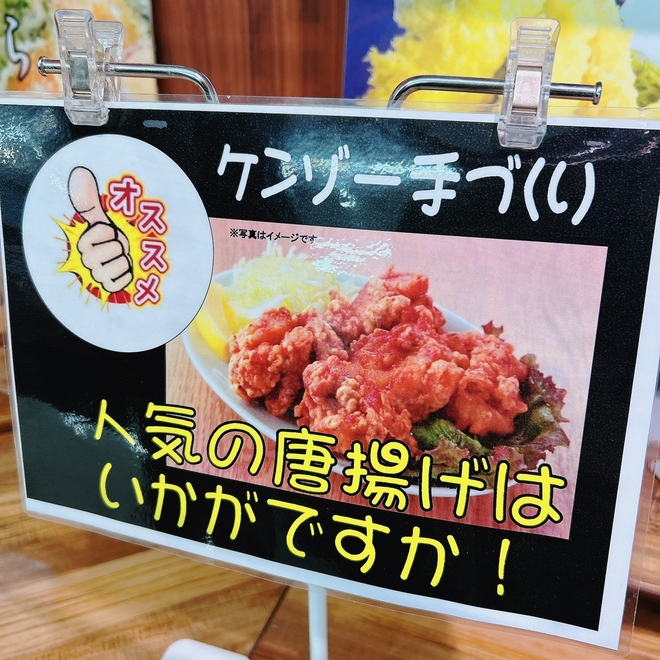 ら
ケンゾー手づくり
オススメ
※写真はイメージです
人気の唐揚げは
いかがですか！